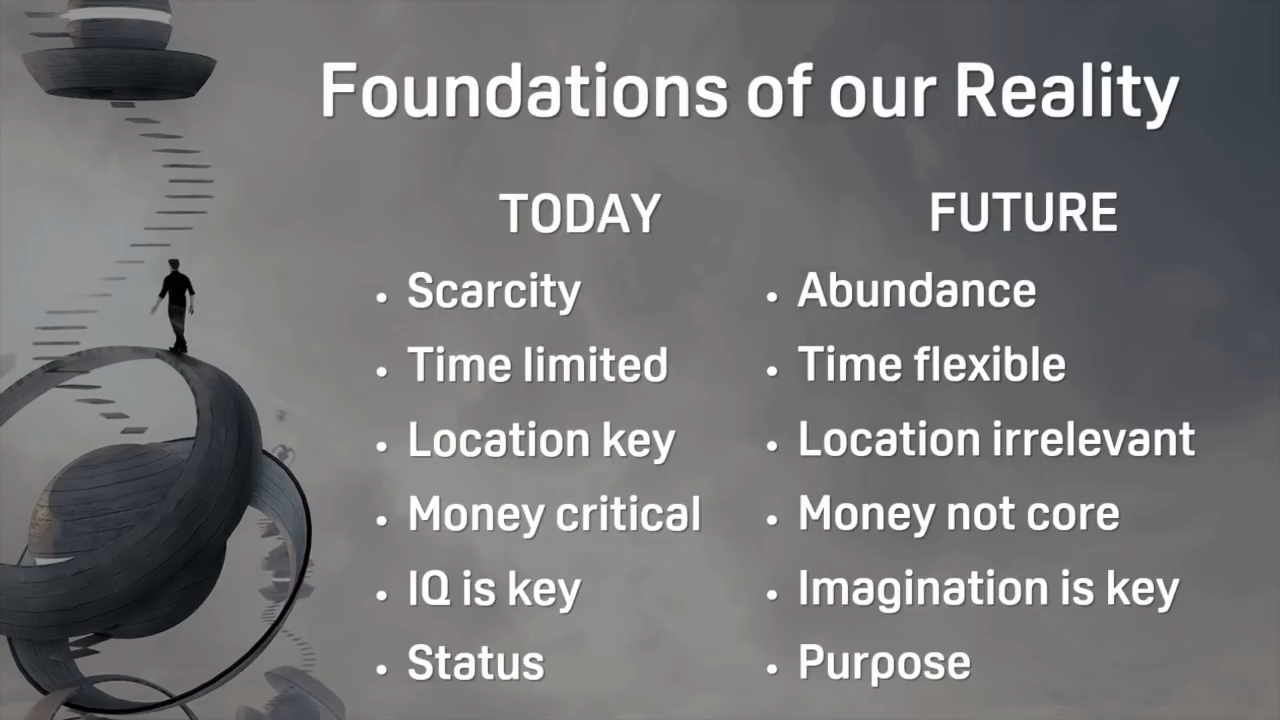 Foundations of our Reality
TODAY
• Scarcity
• Time limited
• Location key
• Money critical
• IQ is key
• Status
FUTURE
• Abundance
• Time flexible
• Location irrelevant
• Money not core
• Imagination is key
• Purpose